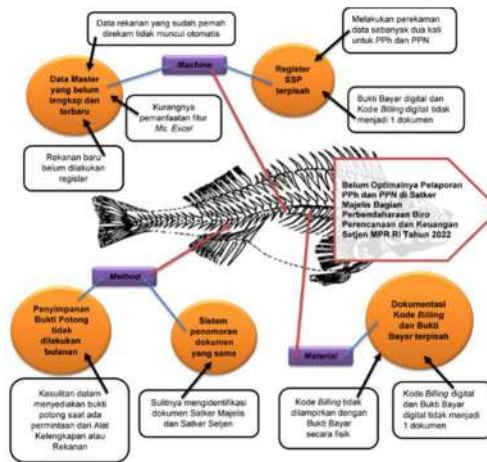 Data rekanan yang sudah pernah
direkam tidak muncul otomatis
Machine
Melakukan perekaman
data sebanyak dua kali
untuk PPh dan PPN
Data Master
yang belum
lengkap dan
terbaru
Register
SSP
terpisah
Kurangnya
pemanfaatan fitur
Ms. Excel
Bukti Bayar digital dan
Kode Billing digital tidak
menjadi 1 dokumen
Rekanan baru
belum dilakukan
register
Belum Optimalnya Pelaporan
PPh dan PPN di Satker
Majelis Bagian
Perbendaharaan Biro
Perencanaan dan Keuangan
Setjen MPR RI Tahun 2022
Method
Penyimpanan
Bukti Potong
tidak
dilakukan
bulanan
Sistem
penomoran
dokumen
yang sama
Dokumentasi
Kode Billing
dan Bukti
Bayar terpisah
Material
Kesulitan dalam
menyediakan bukti
potong saat ada
permintaan dari Alat
Kelengkapan atau
Rekanan
Sulitnya mengidentifikasi
dokumen Satker Majelis
dan Satker Setjen
Kode Billing tidak
dilampirkan dengan
Bukti Bayar
secara fisik
Kode Billing digital
dan Bukti Bayar
digital tidak menjadi
1 dokumen